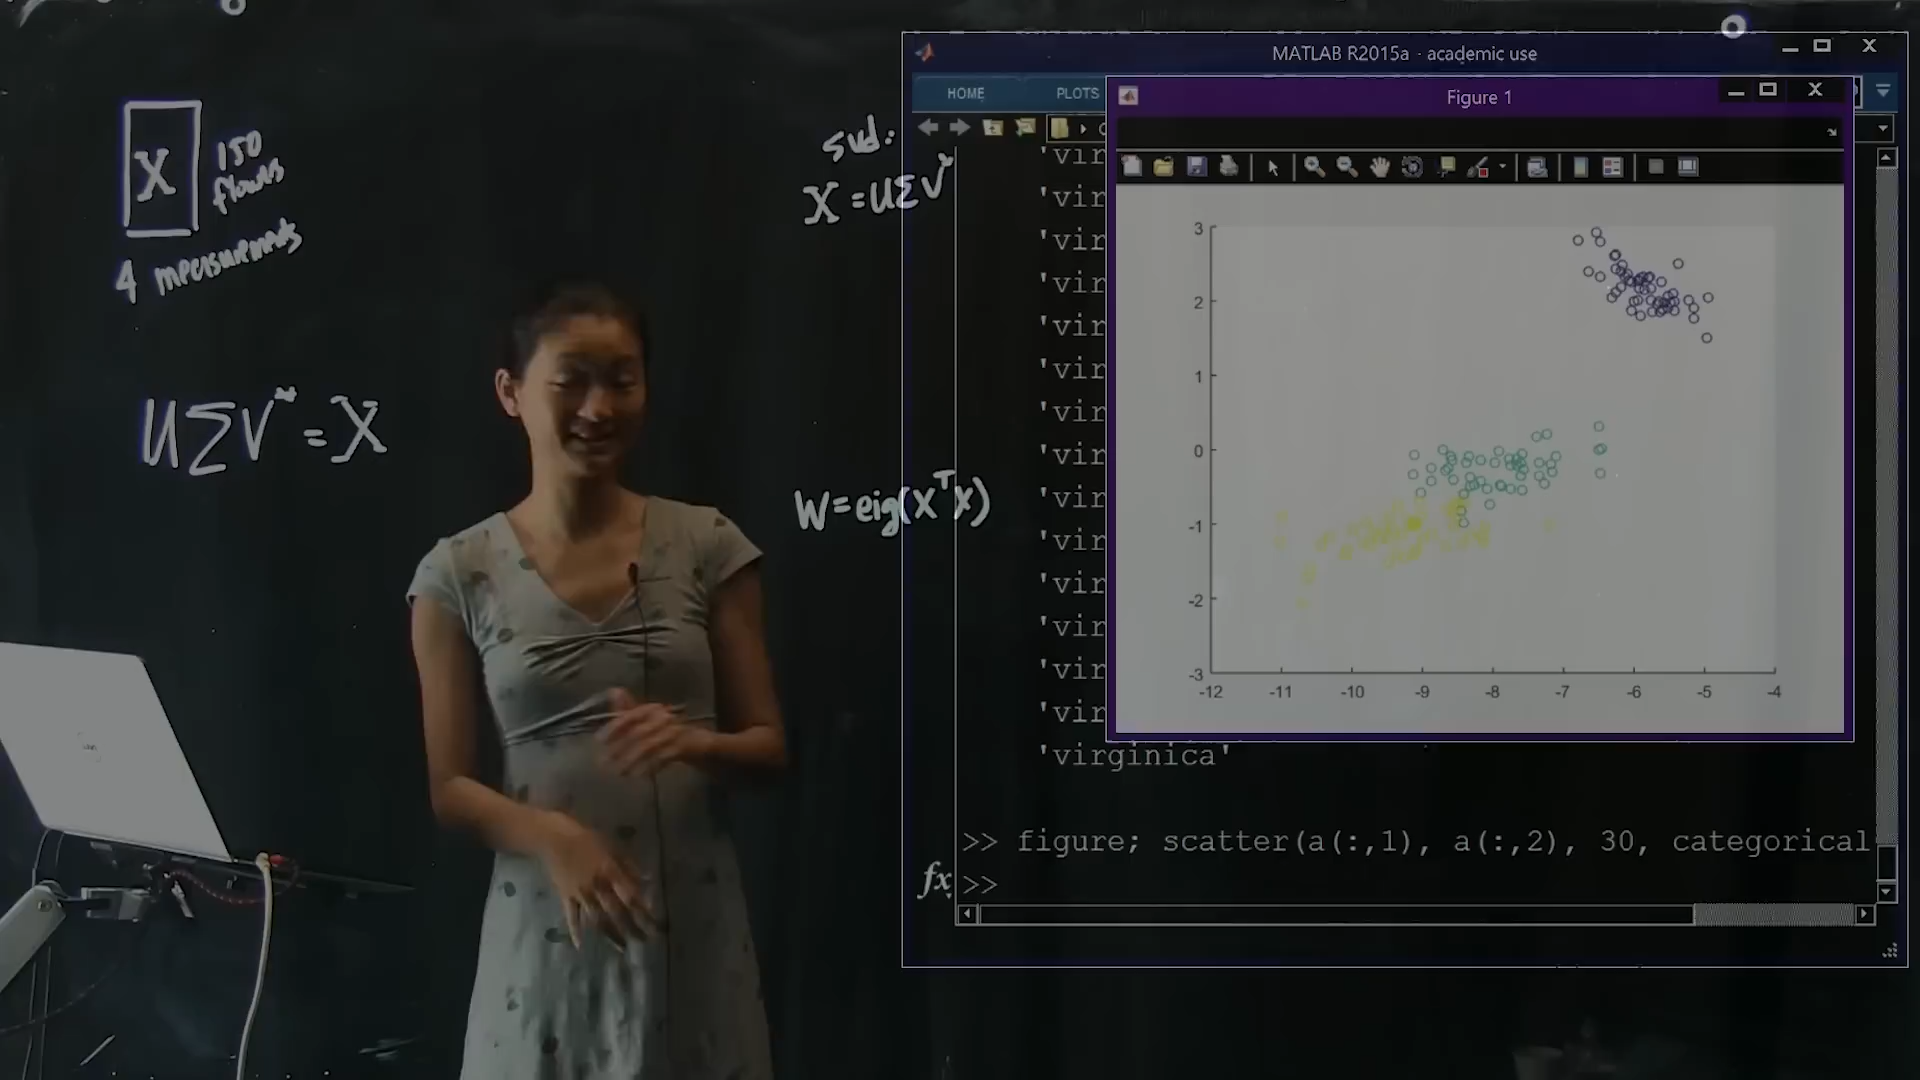 X
150
flowers
4 measurements
UΣV* = X
svd:
X = UΣV*
W=eig(XᵀX)
MATLAB R2015a - academic use
HOME
PLOTS
Figure 1
'vir
'vir
'vir
'vir
'vir
'vir
'vir
'vir
'vir
'vir
'vir
'vir
'vir
'vir
'virginica'
3
2
1
0
-1
-2
-3
-12 -11 -10 -9 -8 -7 -6 -5 -4
>> figure; scatter(a(:,1), a(:,2), 30, categorical
fx >>